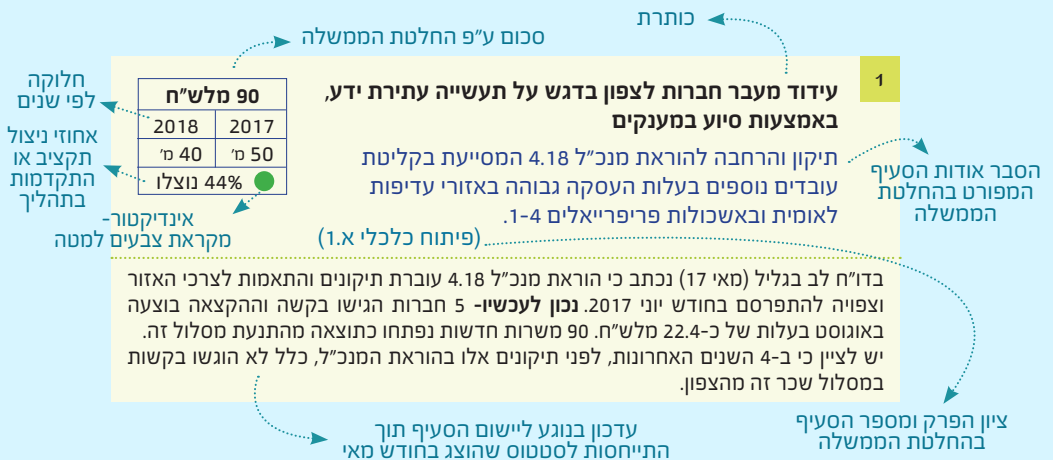 כותרת
סכום ע״פ החלטת הממשלה
1
עידוד מעבר חברות לצפון בדגש על תעשייה עתירת ידע,
באמצעות סיוע במענקים
תיקון והרחבה להוראת מנכ״ל 4.18 המסייעת בקליטת
עובדים נוספים בעלות העסקה גבוהה באזורי עדיפות
לאומית ובאשכולות פריפריאלים 1-4.
(פיתוח כלכלי א.1)
90 מלש״ח
2017 2018
50 מ׳ 40 מ׳
44% נוצלו
חלוקה
לפי שנים
אחוזי ניצול
תקציב או
התקדמות
בתהליך
אינדיקטור-
מקראת צבעים למטה
הסבר אודות הסעיף
המפורט בהחלטת
הממשלה
בדו״ח לב בגליל (מאי 17) נכתב כי הוראת מנכ״ל 4.18 עוברת תיקונים והתאמות לצרכי האזור
וצפויה להתפרסם בחודש יוני 2017. נכון לעכשיו- 5 חברות הגישו בקשה וההקצאה בוצעה
באוגוסט בעלות של כ-22.4 מלש״ח. 90 משרות חדשות נפתחו כתוצאה מהתנעת מסלול זה.
יש לציין כי ב-4 השנים האחרונות, לפני תיקונים אלו בהוראת המנכ״ל, כלל לא הוגשו בקשות
במסלול שכר זה מהצפון.
ציון הפרק ומספר הסעיף
בהחלטת הממשלה
עדכון בנוגע ליישום הסעיף תוך
התייחסות לסטטוס שהוצג בחודש מאי